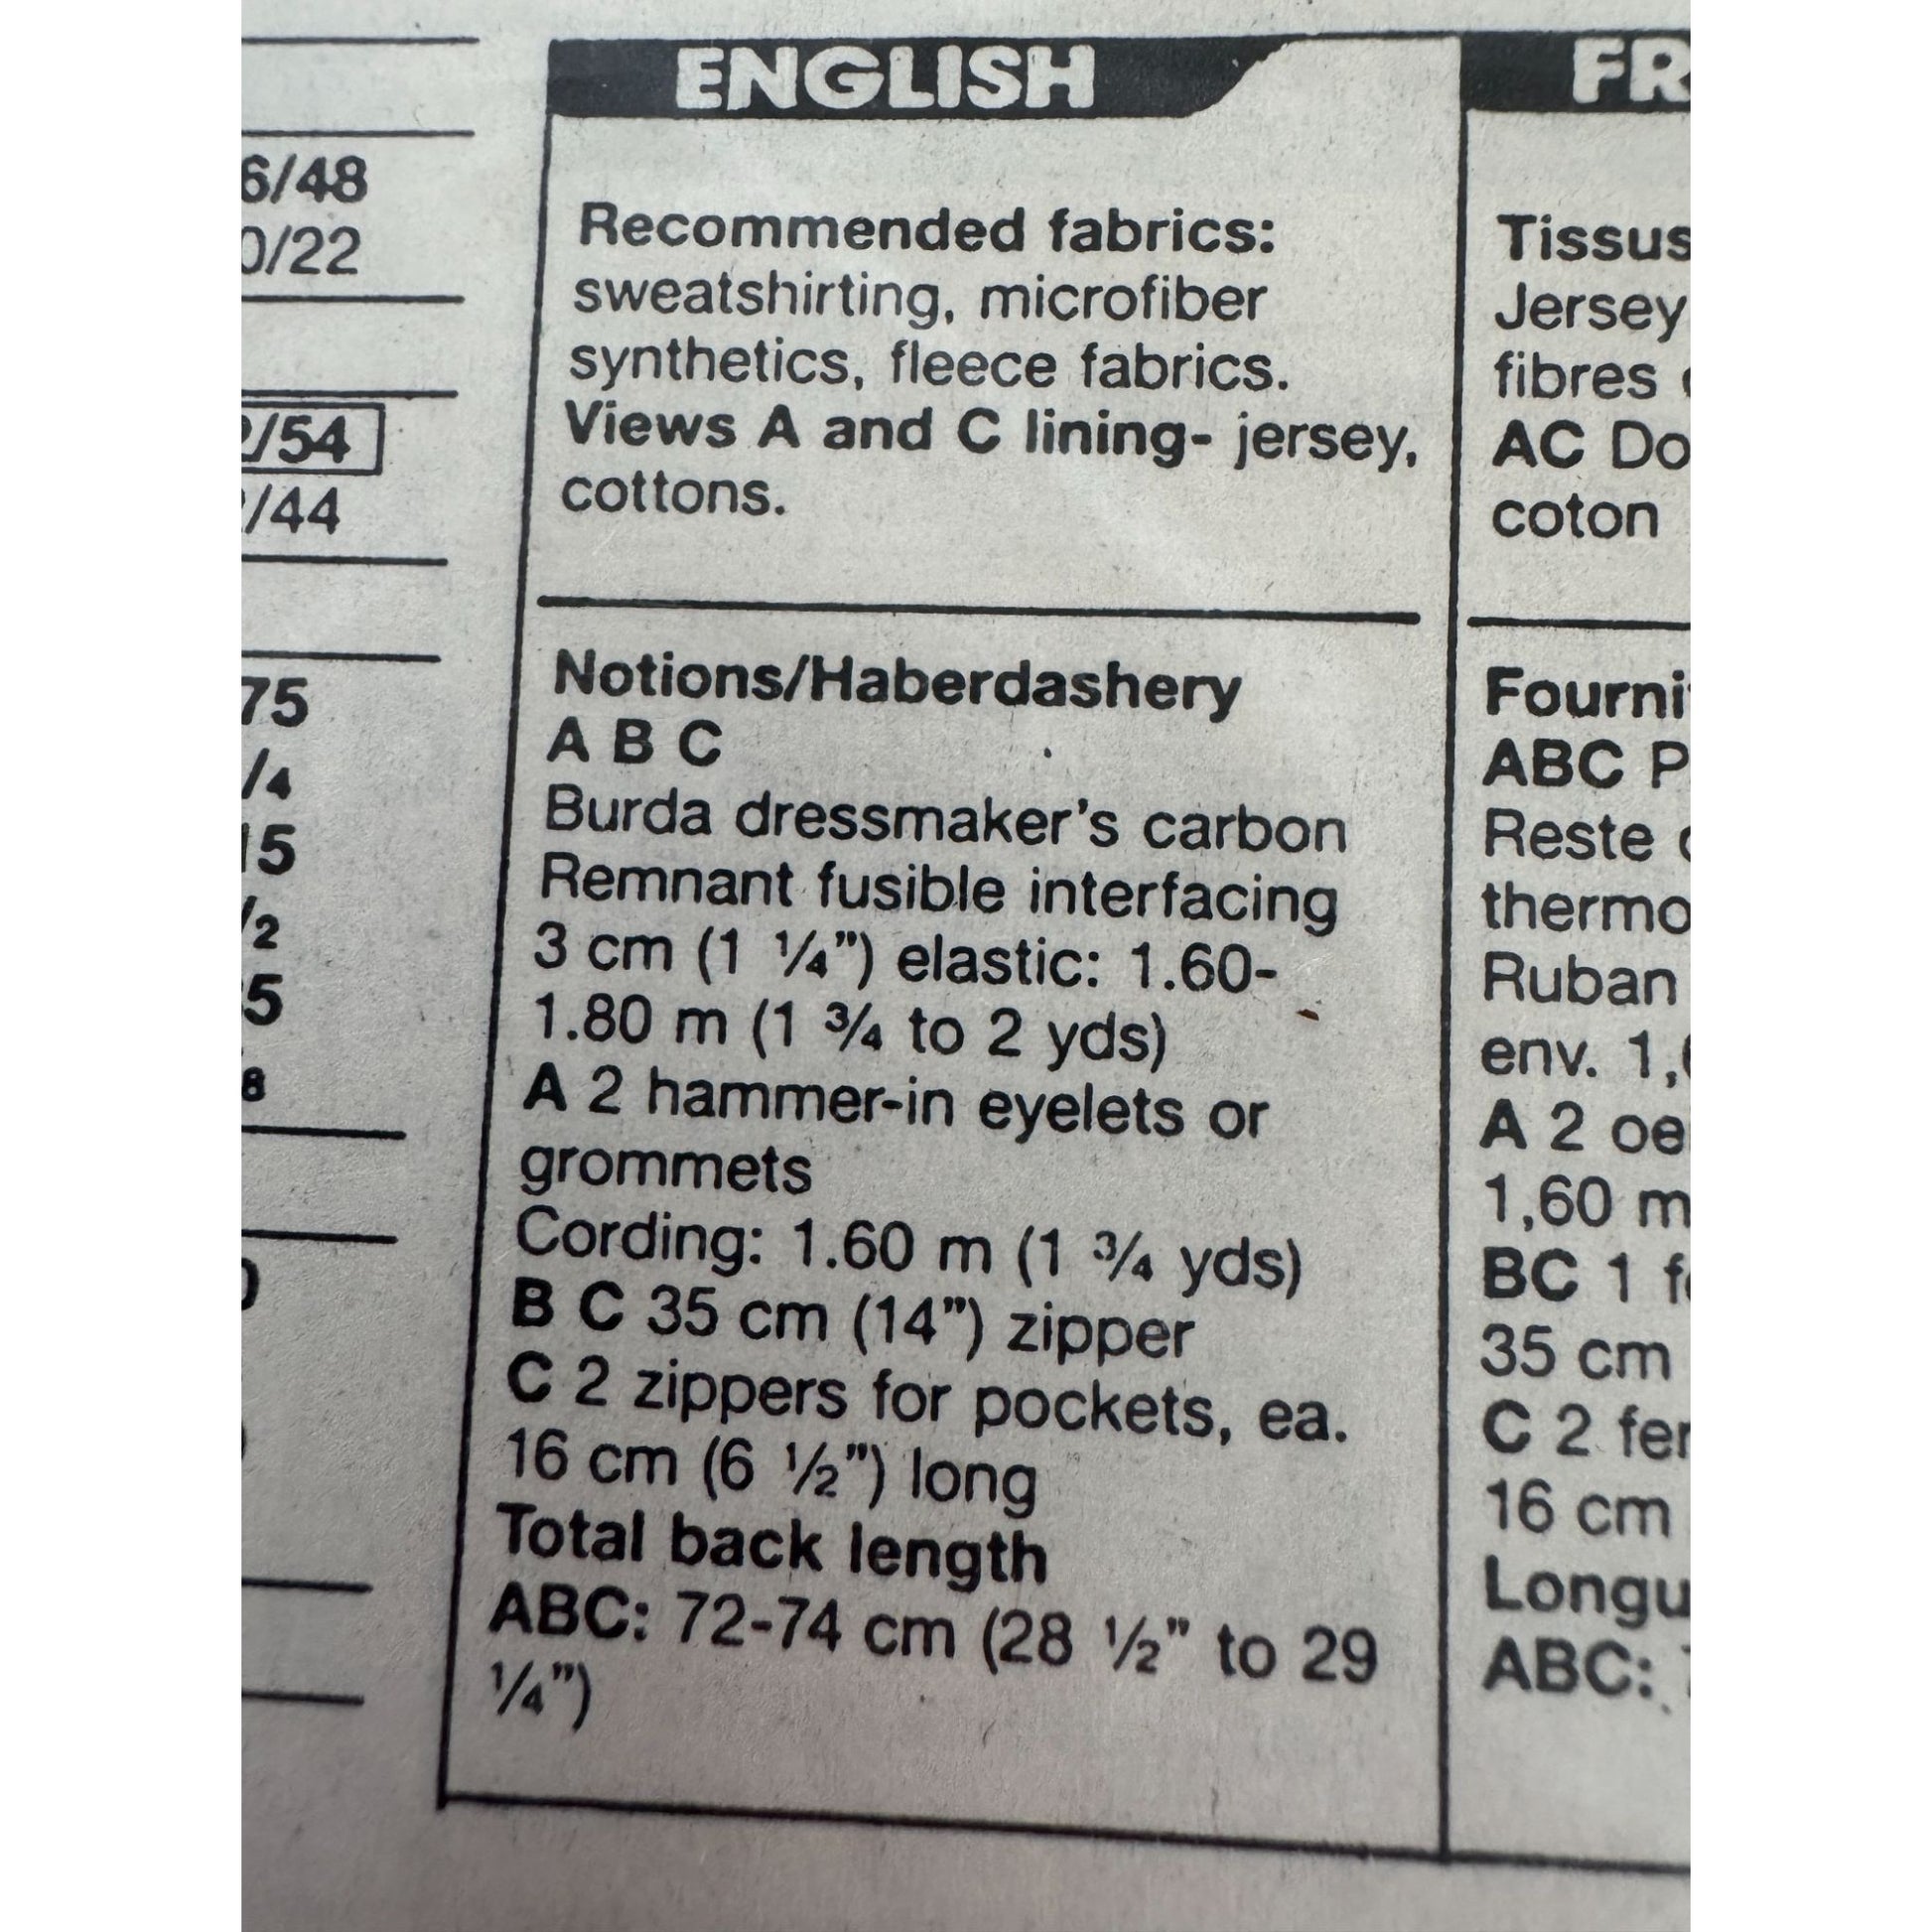 ENGLISH
Recommended fabrics:
sweatshirting, microfiber
synthetics, fleece fabrics.
Views A and C lining- jersey,
cottons.
Notions/Haberdashery
A B C
Burda dressmaker's carbon
Remnant fusible interfacing
3 cm (1 ¼") elastic: 1.60-
1.80 m (1 ¾ to 2 yds)
A 2 hammer-in eyelets or
grommets
Cording: 1.60 m (1 ¾ yds)
B C 35 cm (14") zipper
C 2 zippers for pockets, ea.
16 cm (6 ½") long
Total back length
ABC: 72-74 cm (28 ½" to 29
¼")
FR
Tissus
Jersey
fibres
AC Do
coton
Fourni
ABC P
Reste
thermo
Ruban
env. 1,
A 2 oe
1,60 m
BC 1 f
35 cm
C 2 fer
16 cm
Longu
ABC:
6/48
0/22
/54
/44
75
/4
15
/2
5
8